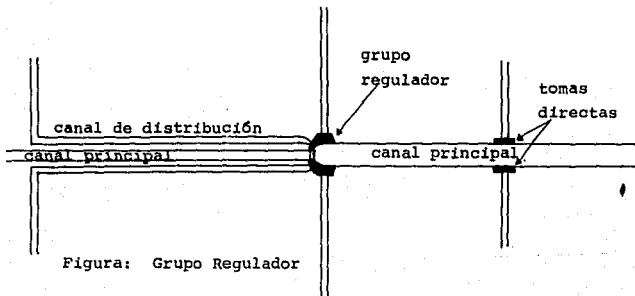 grupo
regulador
tomas
directas
canal de distribución
canal principal
canal principal
Figura: Grupo Regulador